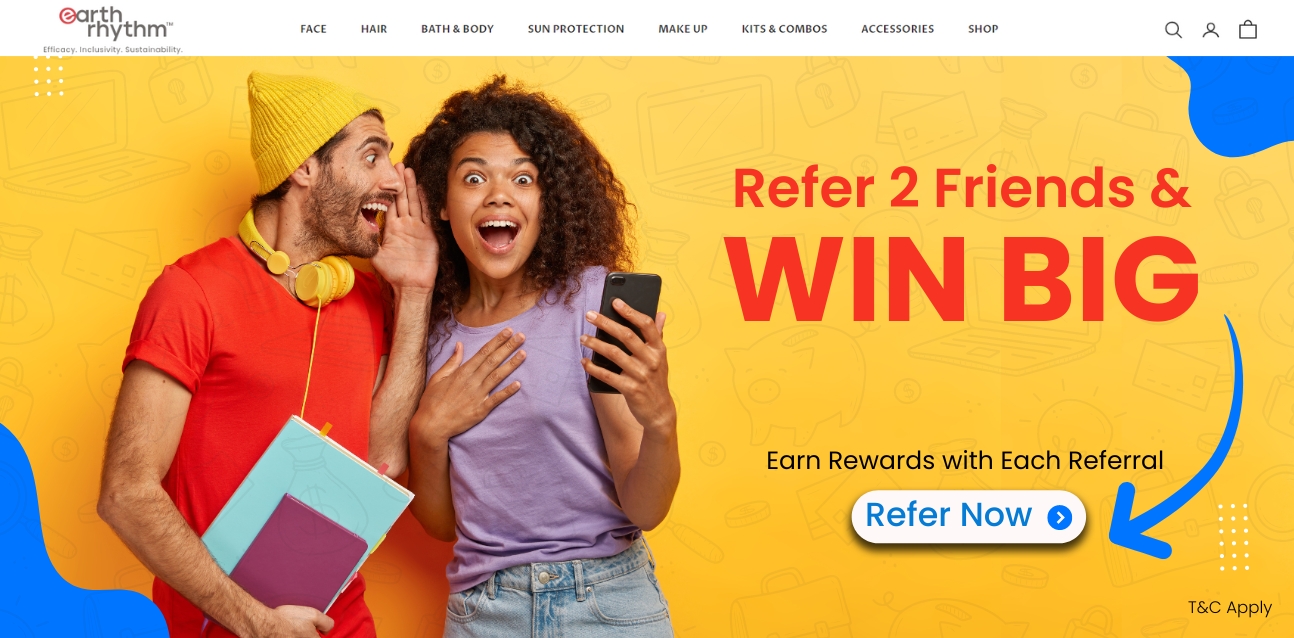 earth
rhythm™
Efficacy. Inclusivity. Sustainability.
FACE HAIR BATH & BODY SUN PROTECTION MAKE UP KITS & COMBOS ACCESSORIES SHOP
Refer 2 Friends &
WIN BIG
Earn Rewards with Each Referral
Refer Now
T&C Apply